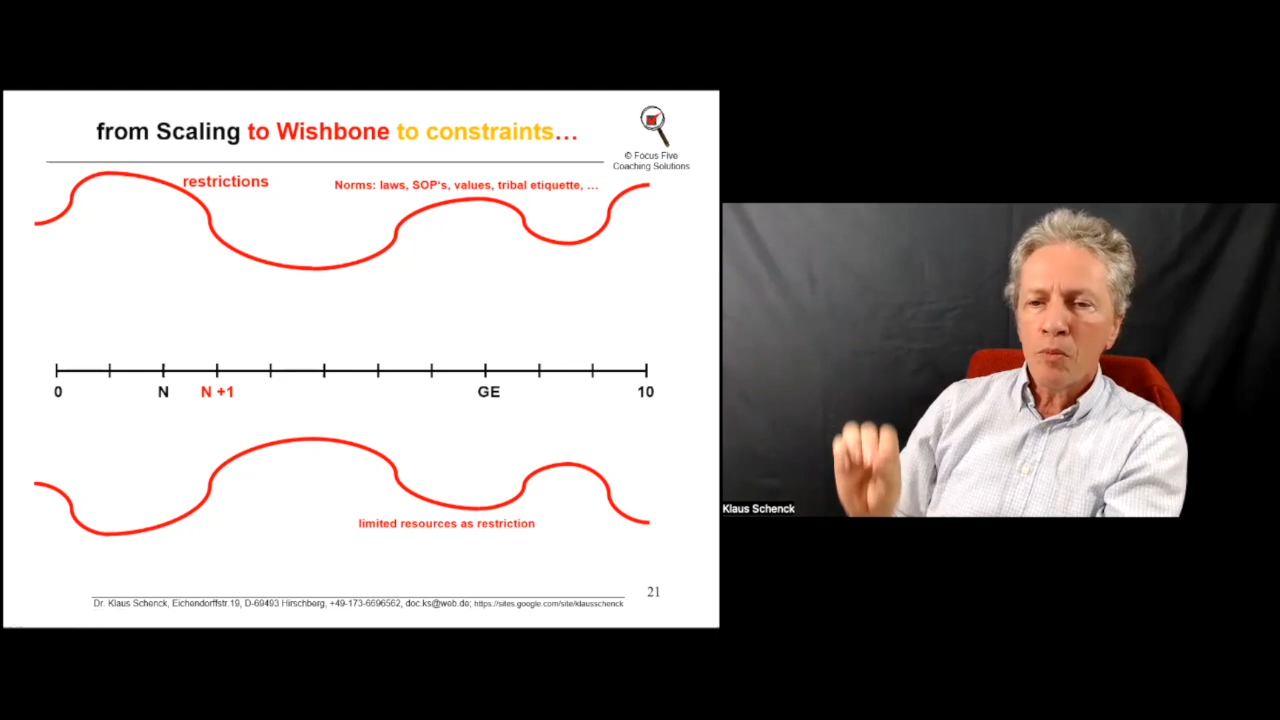 from Scaling to Wishbone to constraints…
© Focus Five
Coaching Solutions
restrictions
Norms: laws, SOP's, values, tribal etiquette, …
0 N N +1 GE 10
limited resources as restriction
21
Dr. Klaus Schenck, Eichendorffstr.19, D-69493 Hirschberg, +49-173-6696562, doc.ks@web.de; https://sites.google.com/site/klausschenck
Klaus Schenck